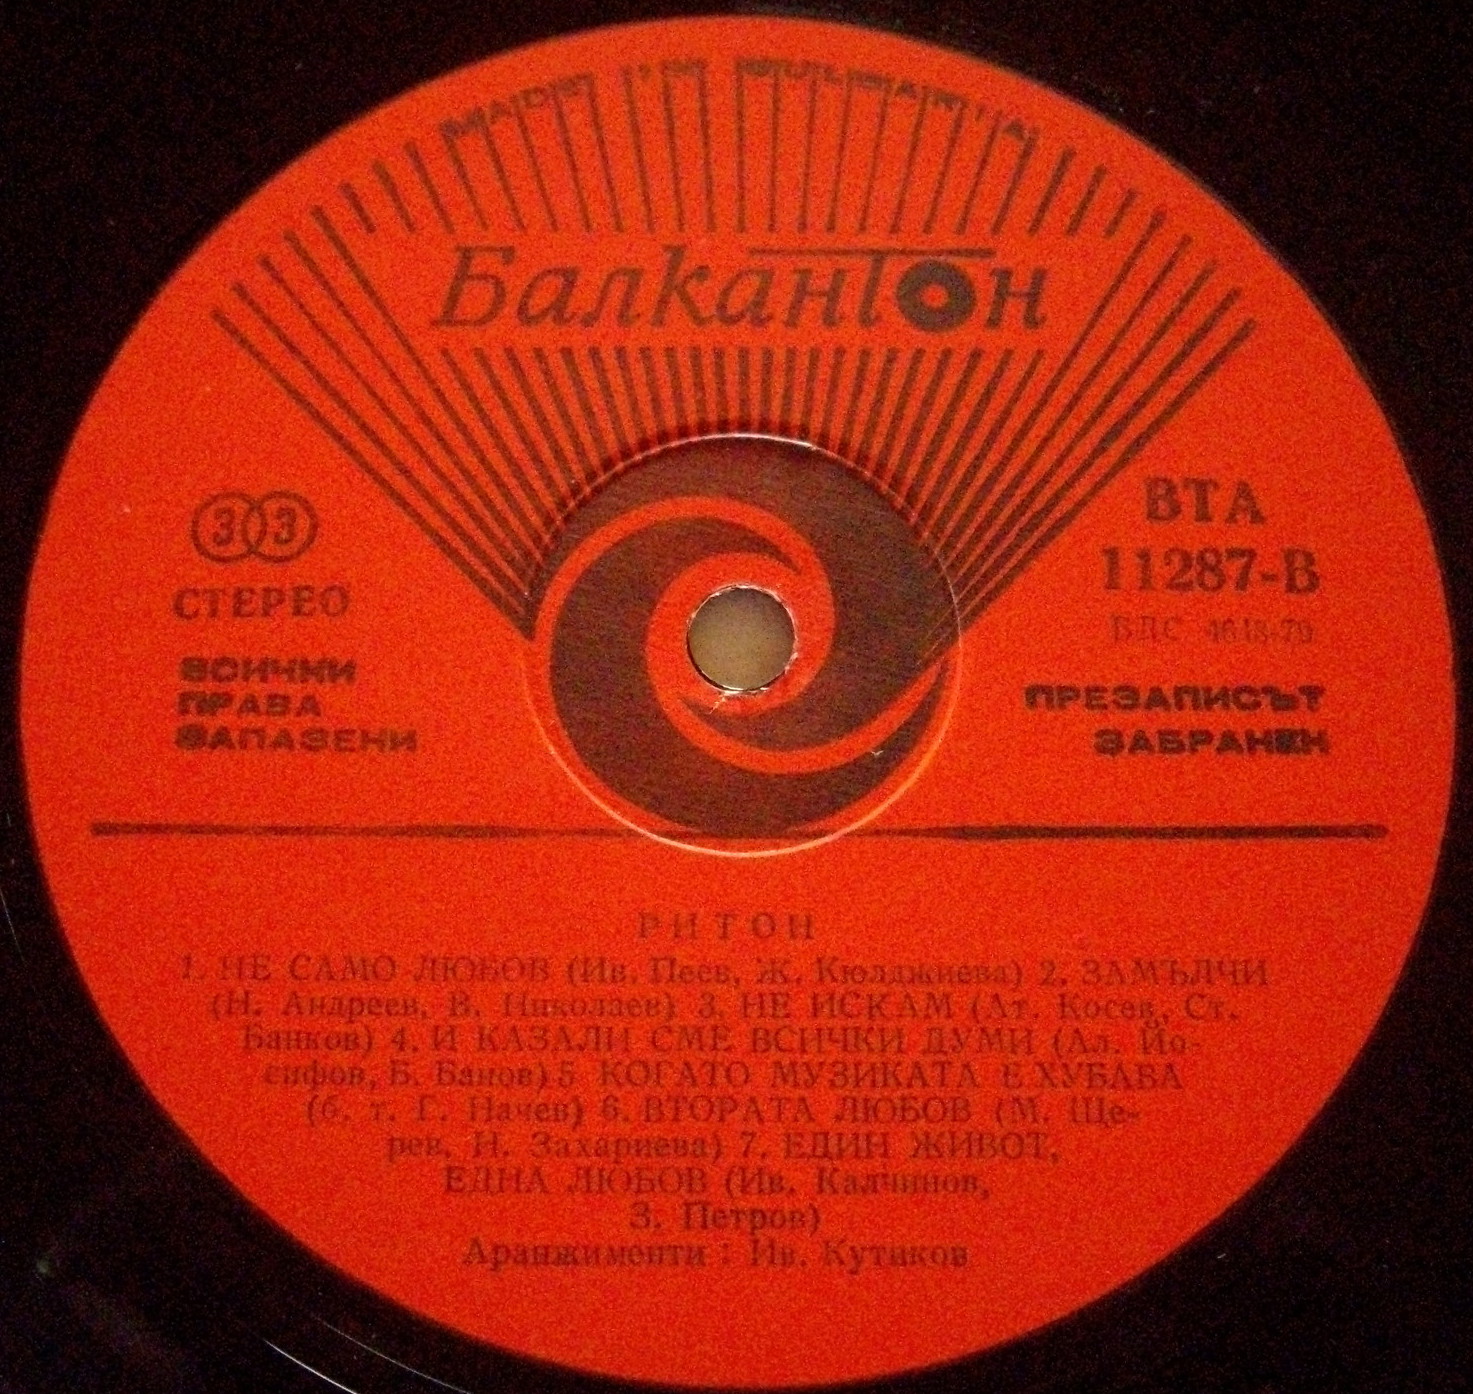 MADE IN BULGARIA
Балкантон
33
СТЕРЕО
ВСИЧКИ
ПРАВА
ЗАПАЗЕНИ
ВТА
11287-В
БДС 4618-70
ПРЕЗАПИСЪТ
ЗАБРАНЕН
РИТОН
1. НЕ САМО ЛЮБОВ (Ив. Пеев, Ж. Кюлджиева) 2. ЗАМЪЛЧИ
(Н. Андреев, В. Николаев) 3. НЕ ИСКАМ (Ат. Косев, Ст.
Банков) 4. И КАЗАЛИ СМЕ ВСИЧКИ ДУМИ (Ал. Йо-
сифов, Б. Банов) 5 КОГАТО МУЗИКАТА Е ХУБАВА
(б. т. Г. Начев) 6. ВТОРАТА ЛЮБОВ (М. Ще-
рев, Н. Захариева) 7. ЕДИН ЖИВОТ,
ЕДНА ЛЮБОВ (Ив. Калчинов,
З. Петров)
Аранжименти : Ив. Кутиков